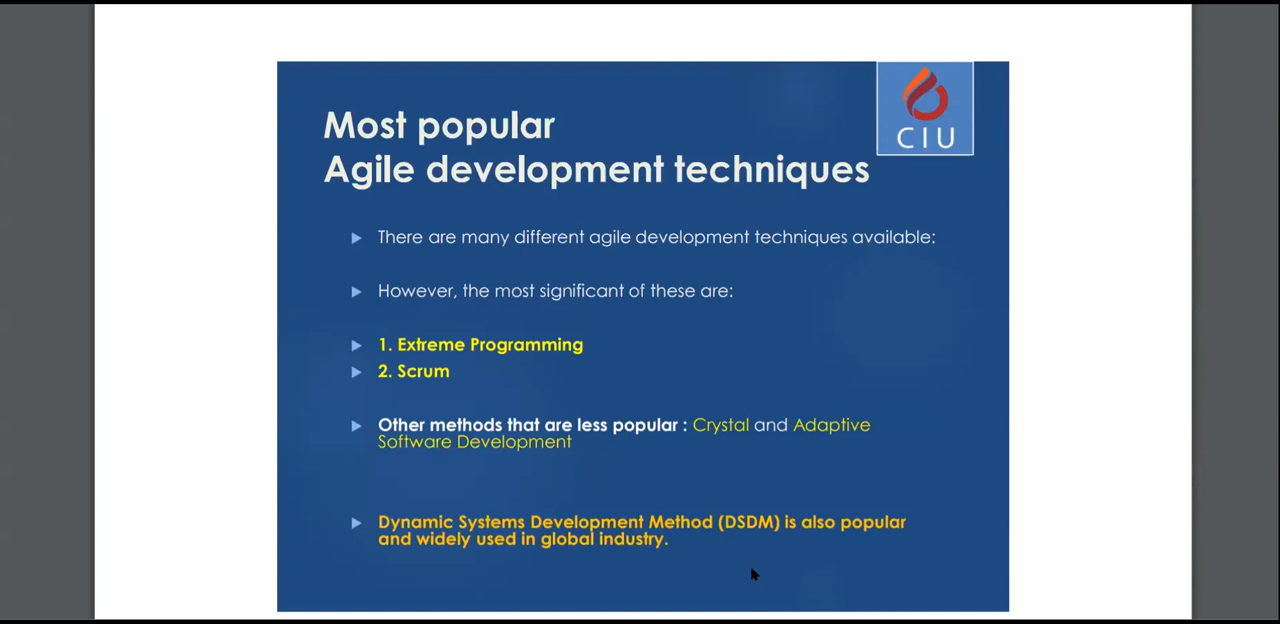 CIU
Most popular
Agile development techniques
There are many different agile development techniques available:
However, the most significant of these are:
1. Extreme Programming
2. Scrum
Other methods that are less popular : Crystal and Adaptive
Software Development
Dynamic Systems Development Method (DSDM) is also popular
and widely used in global industry.